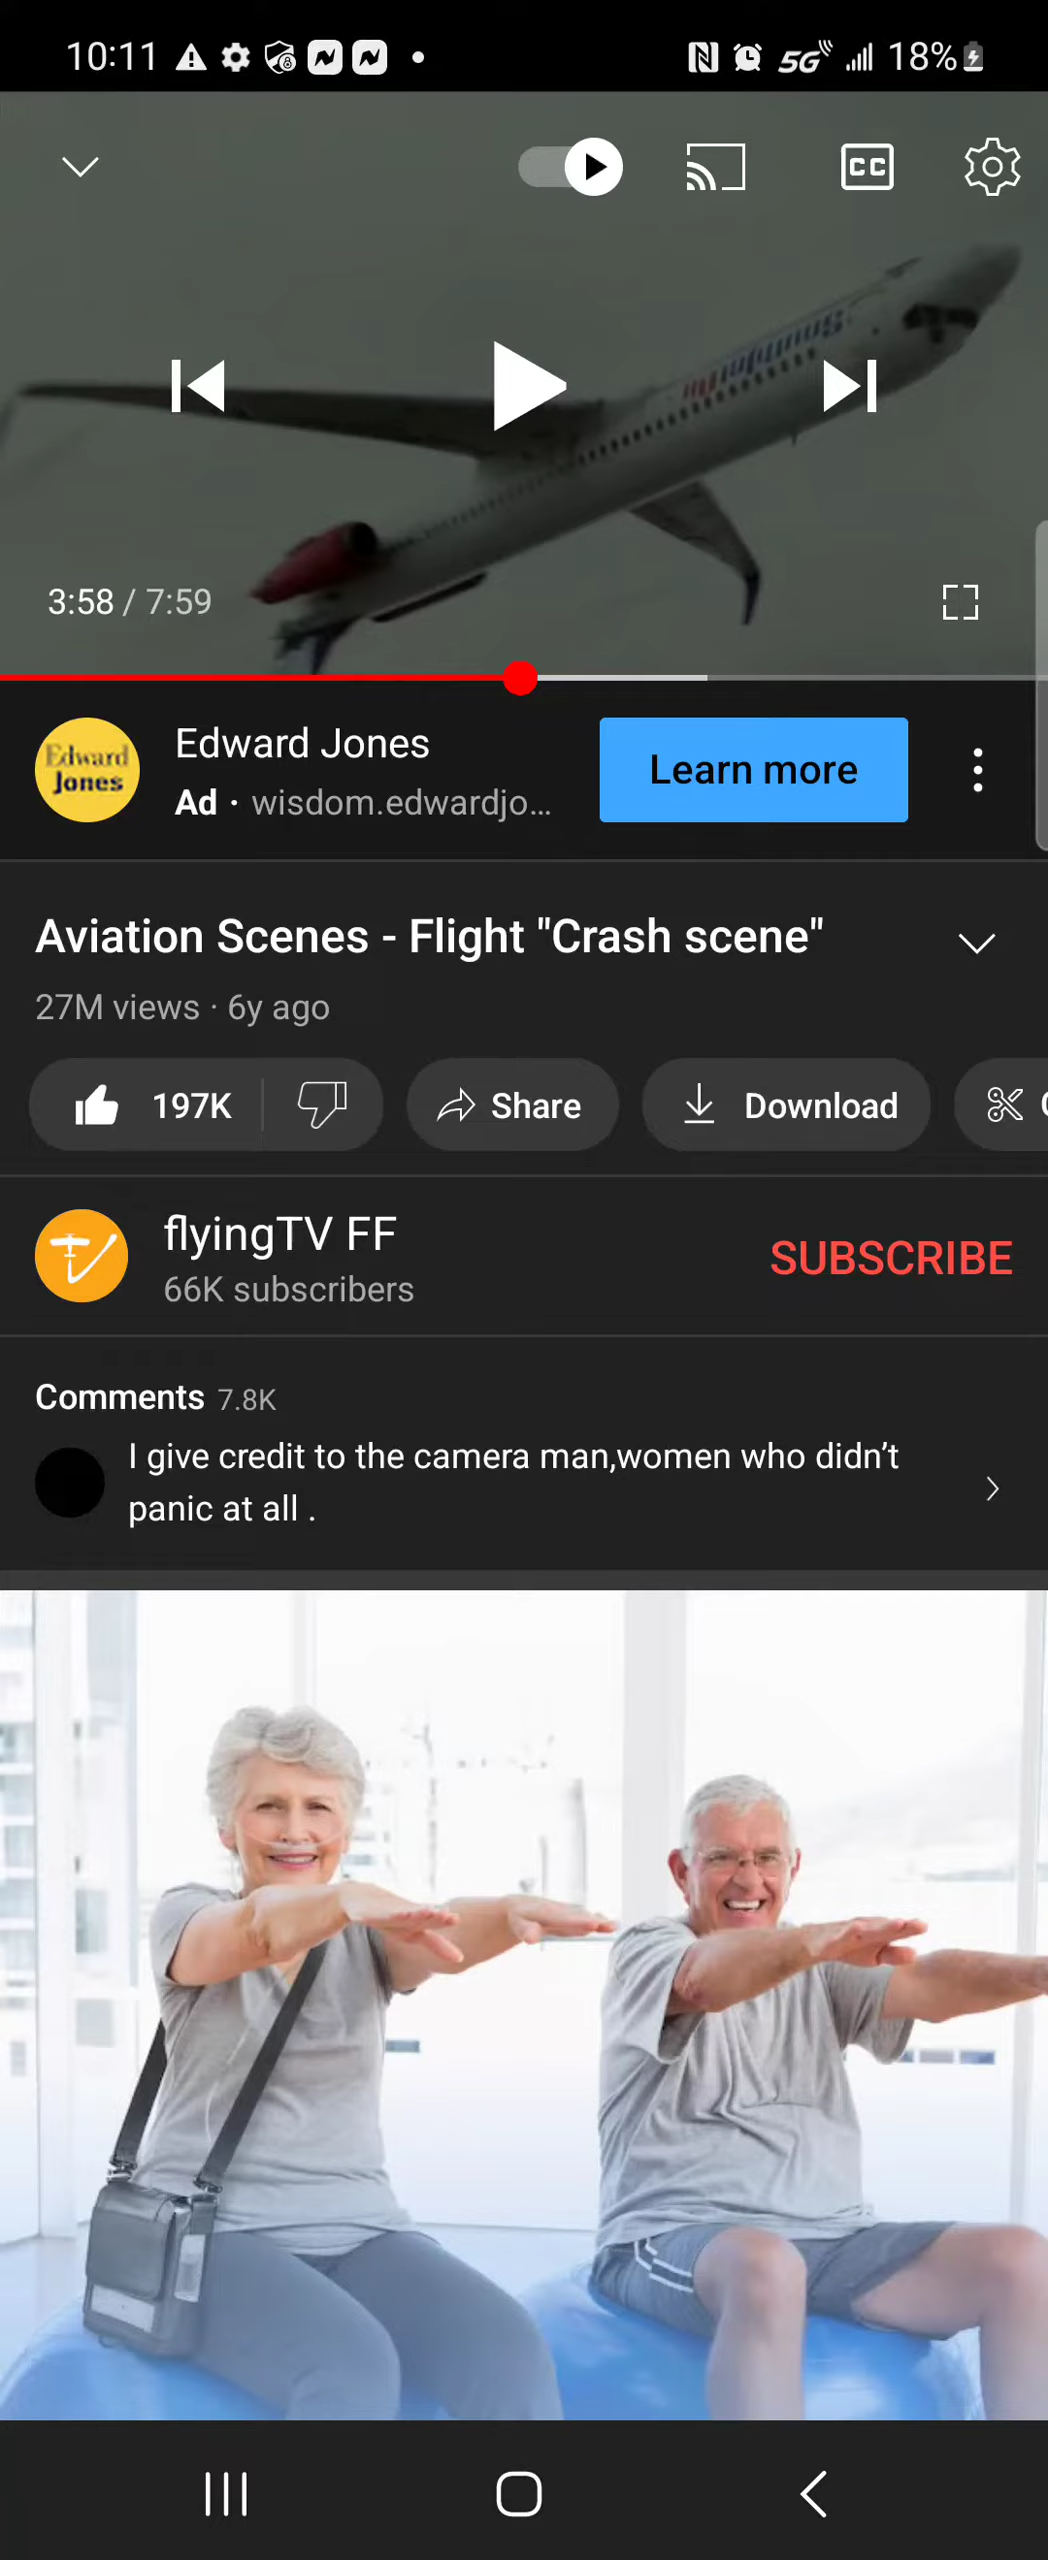 10:11
5G
18%
CC
3:58 / 7:59
Edward Jones
Edward
Jones
Ad · wisdom.edwardjo...
Learn more
Aviation Scenes - Flight "Crash scene"
27M views · 6y ago
197K
Share
Download
flyingTV FF
66K subscribers
SUBSCRIBE
Comments 7.8K
I give credit to the camera man,women who didn’t
panic at all .